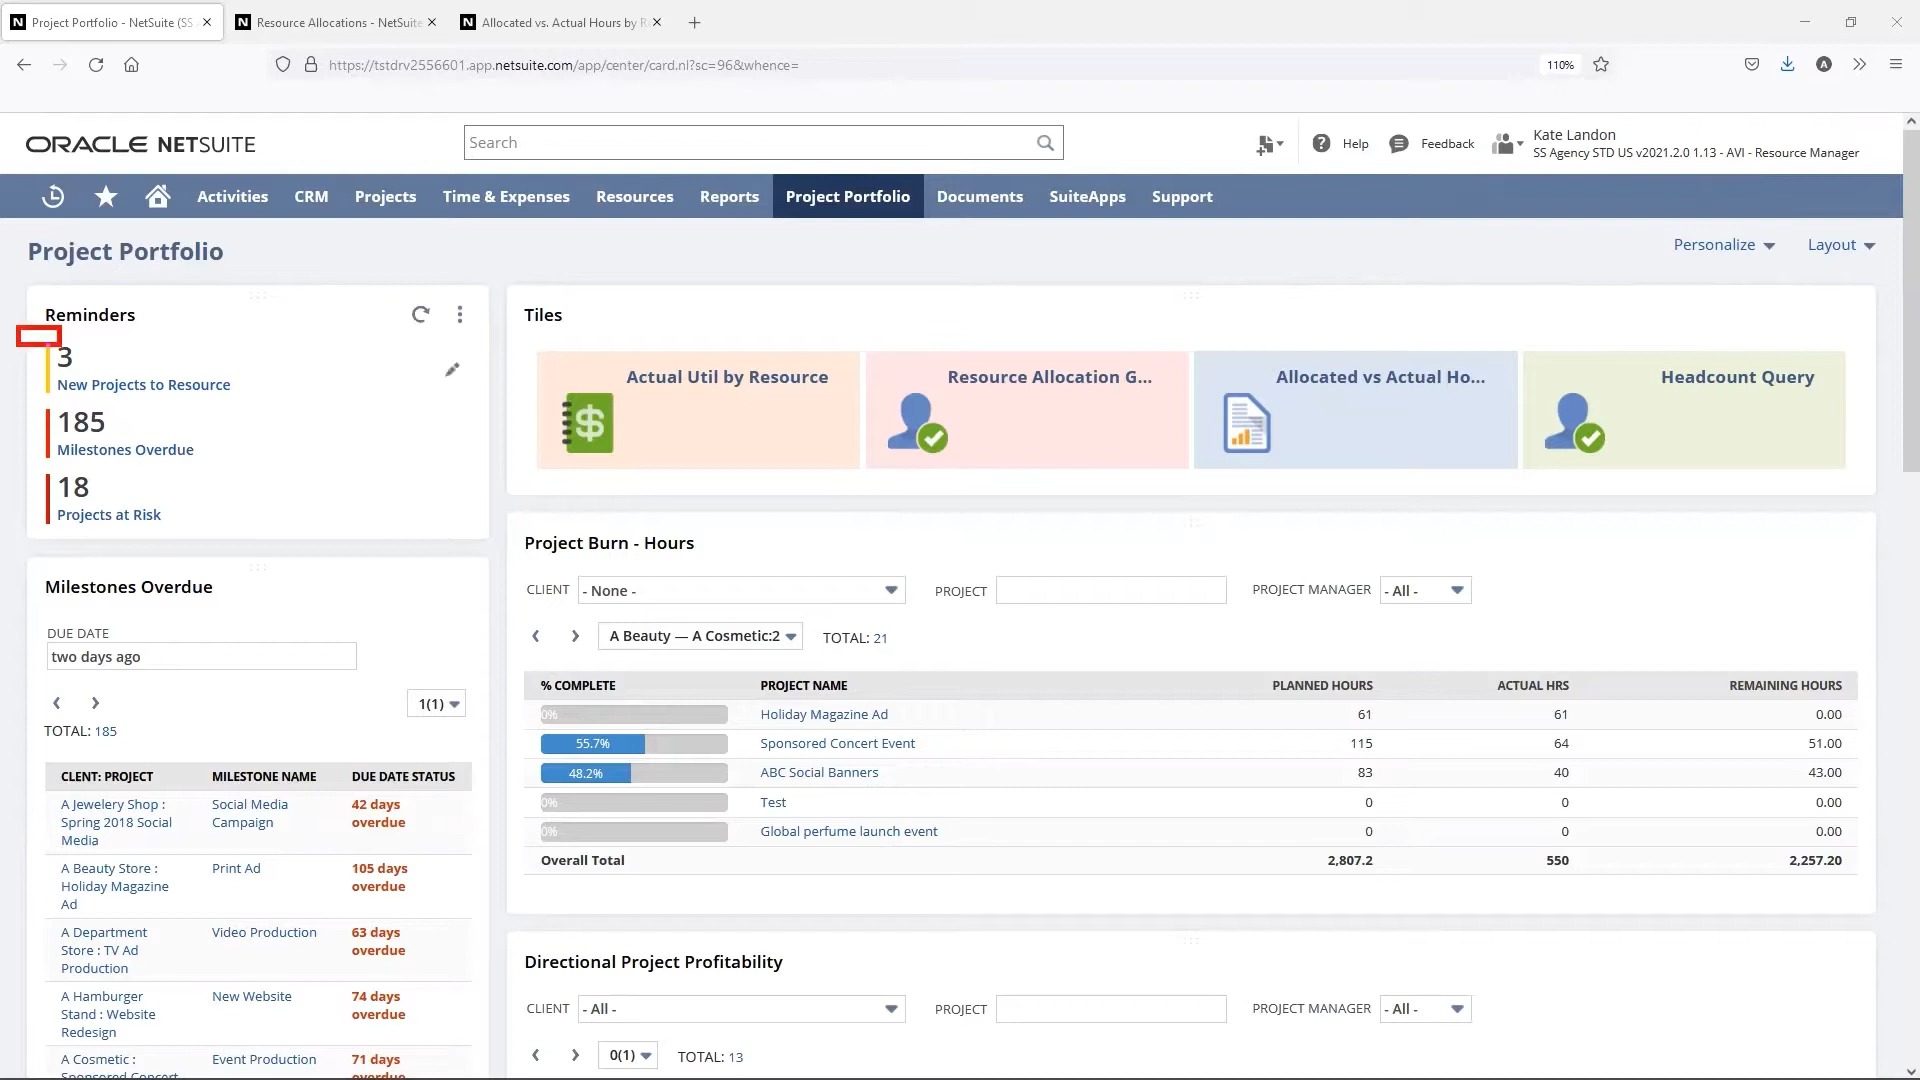 Project Portfolio - NetSuite (SS
Resource Allocations - NetSuite
Allocated vs. Actual Hours by R
https://tstdrv2556601.app.netsuite.com/app/center/card.nl?sc=96&whence=
110%
A
ORACLE NETSUITE
Search
Help
Feedback
Kate Landon
SS Agency STD US v2021.2.0 1.13 - AVI - Resource Manager
Activities
CRM
Projects
Time & Expenses
Resources
Reports
Project Portfolio
Documents
SuiteApps
Support
Project Portfolio
Personalize
Layout
Reminders
3
New Projects to Resource
185
Milestones Overdue
18
Projects at Risk
Tiles
Actual Util by Resource
Resource Allocation G...
Allocated vs Actual Ho...
Headcount Query
Project Burn - Hours
CLIENT - None - PROJECT PROJECT MANAGER - All -
A Beauty — A Cosmetic:2 TOTAL: 21
% COMPLETE PROJECT NAME PLANNED HOURS ACTUAL HRS REMAINING HOURS
0% Holiday Magazine Ad 61 61 0.00
55.7% Sponsored Concert Event 115 64 51.00
48.2% ABC Social Banners 83 40 43.00
0% Test 0 0 0.00
0% Global perfume launch event 0 0 0.00
Overall Total 2,807.2 550 2,257.20
Milestones Overdue
DUE DATE
two days ago
1(1)
TOTAL: 185
CLENT: PROJECT MILESTONE NAME DUE DATE STATUS
A Jewelery Shop : Social Media 42 days
Spring 2018 Social Campaign overdue
Media
A Beauty Store : Print Ad 105 days
Holiday Magazine overdue
Ad
A Department Video Production 63 days
Store : TV Ad overdue
Production
A Hamburger New Website 74 days
Stand : Website overdue
Redesign
A Cosmetic : Event Production 71 days
Sponsored Concert overdue
Directional Project Profitability
CLIENT - All - PROJECT PROJECT MANAGER - All -
0(1) TOTAL: 13